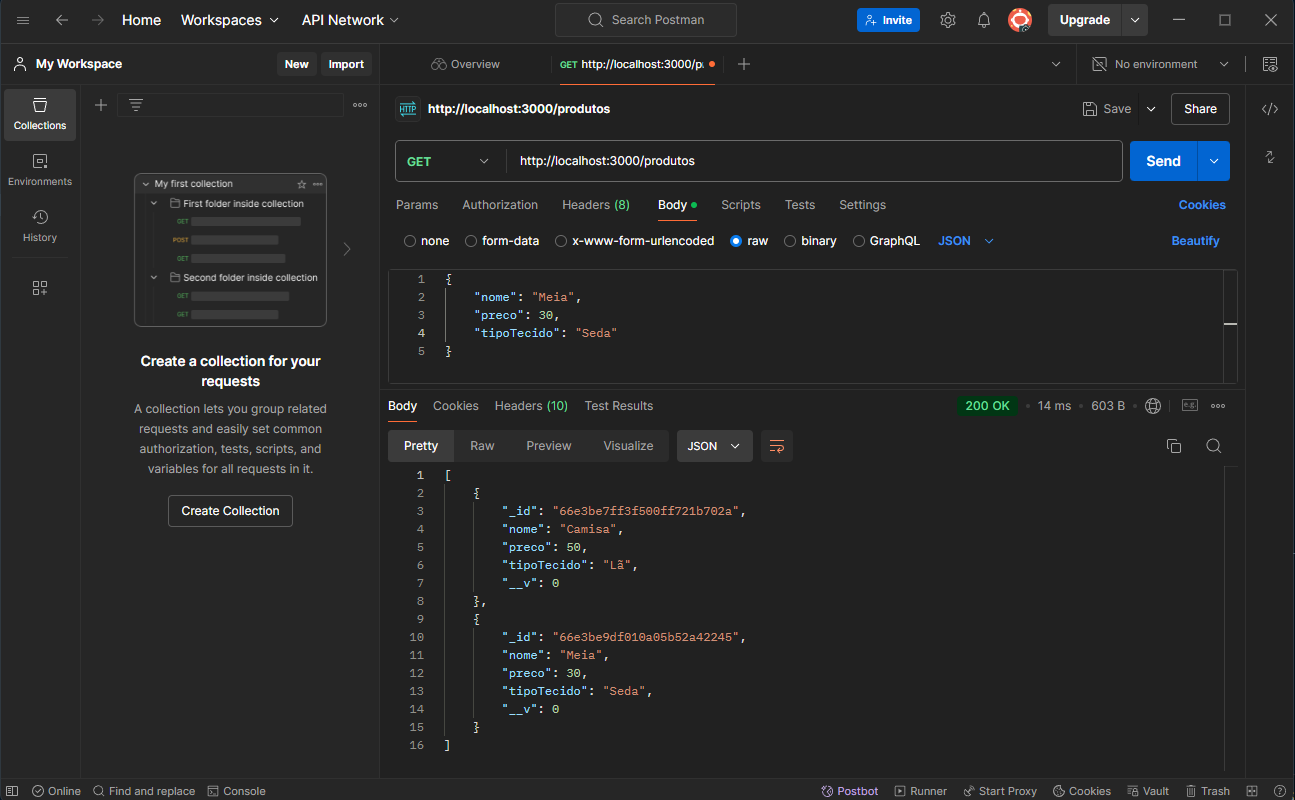 Home Workspaces API Network Search Postman Invite Upgrade
My Workspace New Import Overview GET http://localhost:3000/p No environment
Collections
Environments
History
My first collection
First folder inside collection
GET
POST
GET
Second folder inside collection
GET
GET
Create a collection for your
requests
A collection lets you group related
requests and easily set common
authorization, tests, scripts, and
variables for all requests in it.
Create Collection
HTTP http://localhost:3000/produtos Save Share
GET http://localhost:3000/produtos Send
Params Authorization Headers (8) Body Scripts Tests Settings Cookies
none form-data x-www-form-urlencoded raw binary GraphQL JSON Beautify
1 {
2 "nome": "Meia",
3 "preco": 30,
4 "tipoTecido": "Seda"
5 }
Body Cookies Headers (10) Test Results 200 OK 14 ms 603 B e.g.
Pretty Raw Preview Visualize JSON
1 [
2 {
3 "_id": "66e3be7ff3f500ff721b702a",
4 "nome": "Camisa",
5 "preco": 50,
6 "tipoTecido": "Lã",
7 "__v": 0
8 },
9 {
10 "_id": "66e3be9df010a05b52a42245",
11 "nome": "Meia",
12 "preco": 30,
13 "tipoTecido": "Seda",
14 "__v": 0
15 }
16 ]
Online Find and replace Console Postbot Runner Start Proxy Cookies Vault Trash